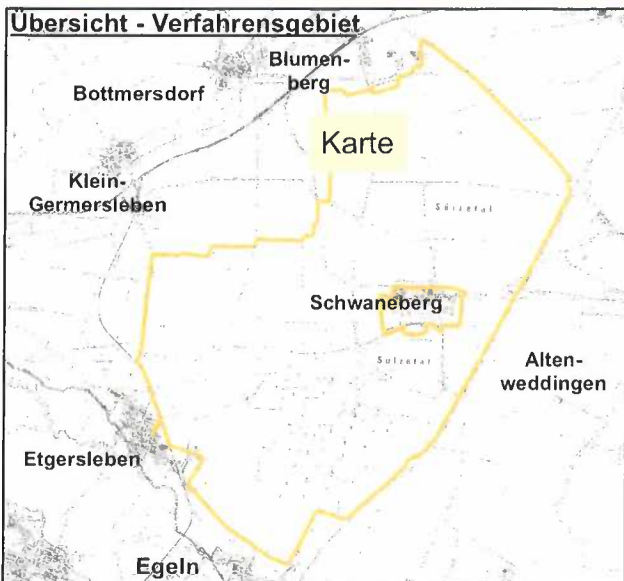 Übersicht - Verfahrensgebiet
Blumen-
berg
Bottmersdorf
Karte
Klein-
Germersleben
Sülzetal
Schwaneberg
Sülzetal
Alten-
weddingen
Etgersleben
Egeln